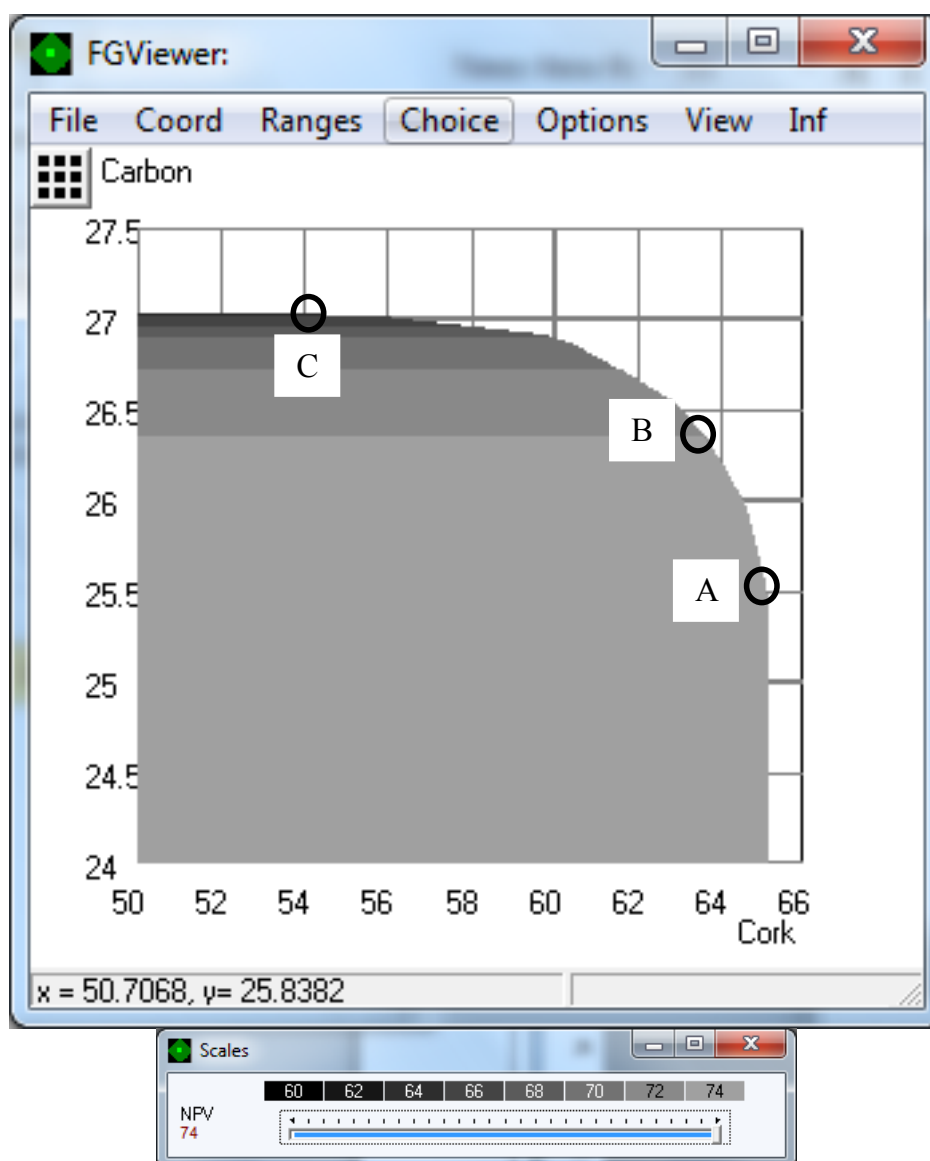 FGViewer:
File Coord Ranges Choice Options View Inf
Carbon
27.5
27
C
26.5
B
26
25.5
A
25
24.5
24
50 52 54 56 58 60 62 64 66
Cork
x = 50.7068, y= 25.8382
Scales
60 62 64 66 68 70 72 74
NPV
74